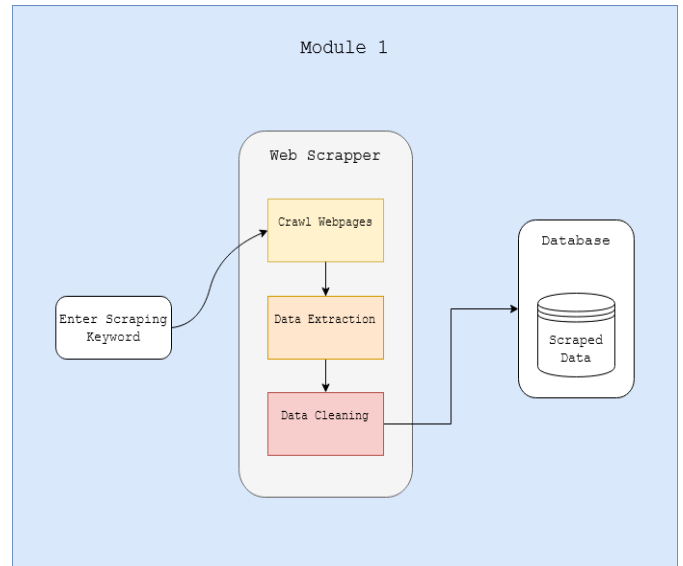 Module 1
Web Scrapper
Crawl Webpages
Database
Enter Scraping
Keyword
Data Extraction
Scraped
Data
Data Cleaning